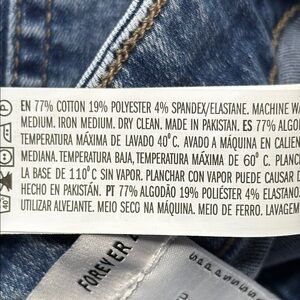 EN 77% COTTON 19% POLYESTER 4% SPANDEX/ELASTANE. MACHINE W
MEDIUM. IRON MEDIUM. DRY CLEAN. MADE IN PAKISTAN. ES 77% ALGO
TEMPERATURA MÁXIMA DE LAVADO 40° C. AVADO A MÁQUINA EN CALIEN
MEDIANA. TEMPERATURA BAJA, TEMPERATURA MÁXIMA DE 60° C. PLANCH
LA BASE DE 110° C SIN VAPOR. PLANCHAR CON VAPOR PUEDE CAUSAR D
HECHO EN PAKISTÁN. PT 77% ALGODÃO 19% POLIÉSTER 4% ELASTAN
UTILIZAR ALVEJANTE. MEIO SECO NA MÁQUINA. MEIO DE FERRO. LAVAGEM
FOREVER